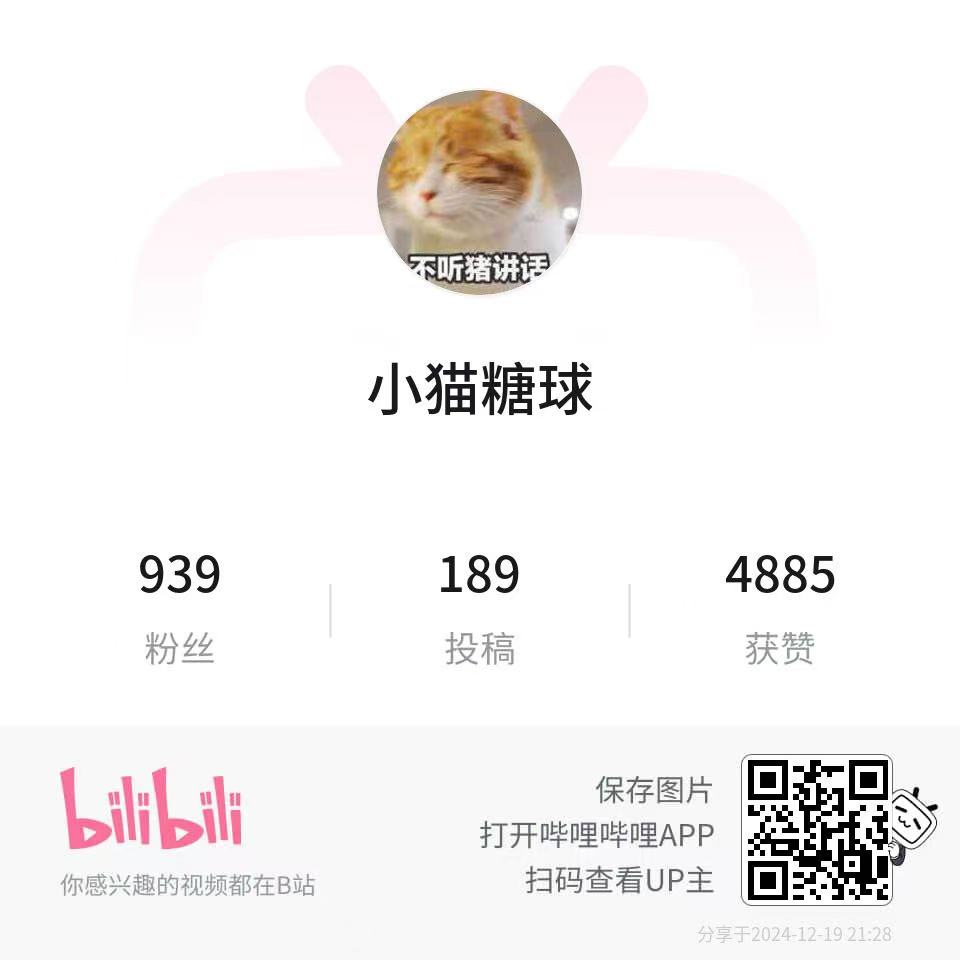 不听猪讲话
小猫糖球
939
粉丝
189
投稿
4885
获赞
bilibili
你感兴趣的视频都在B站
保存图片
打开哔哩哔哩APP
扫码查看UP主
分享于2024-12-19 21:28